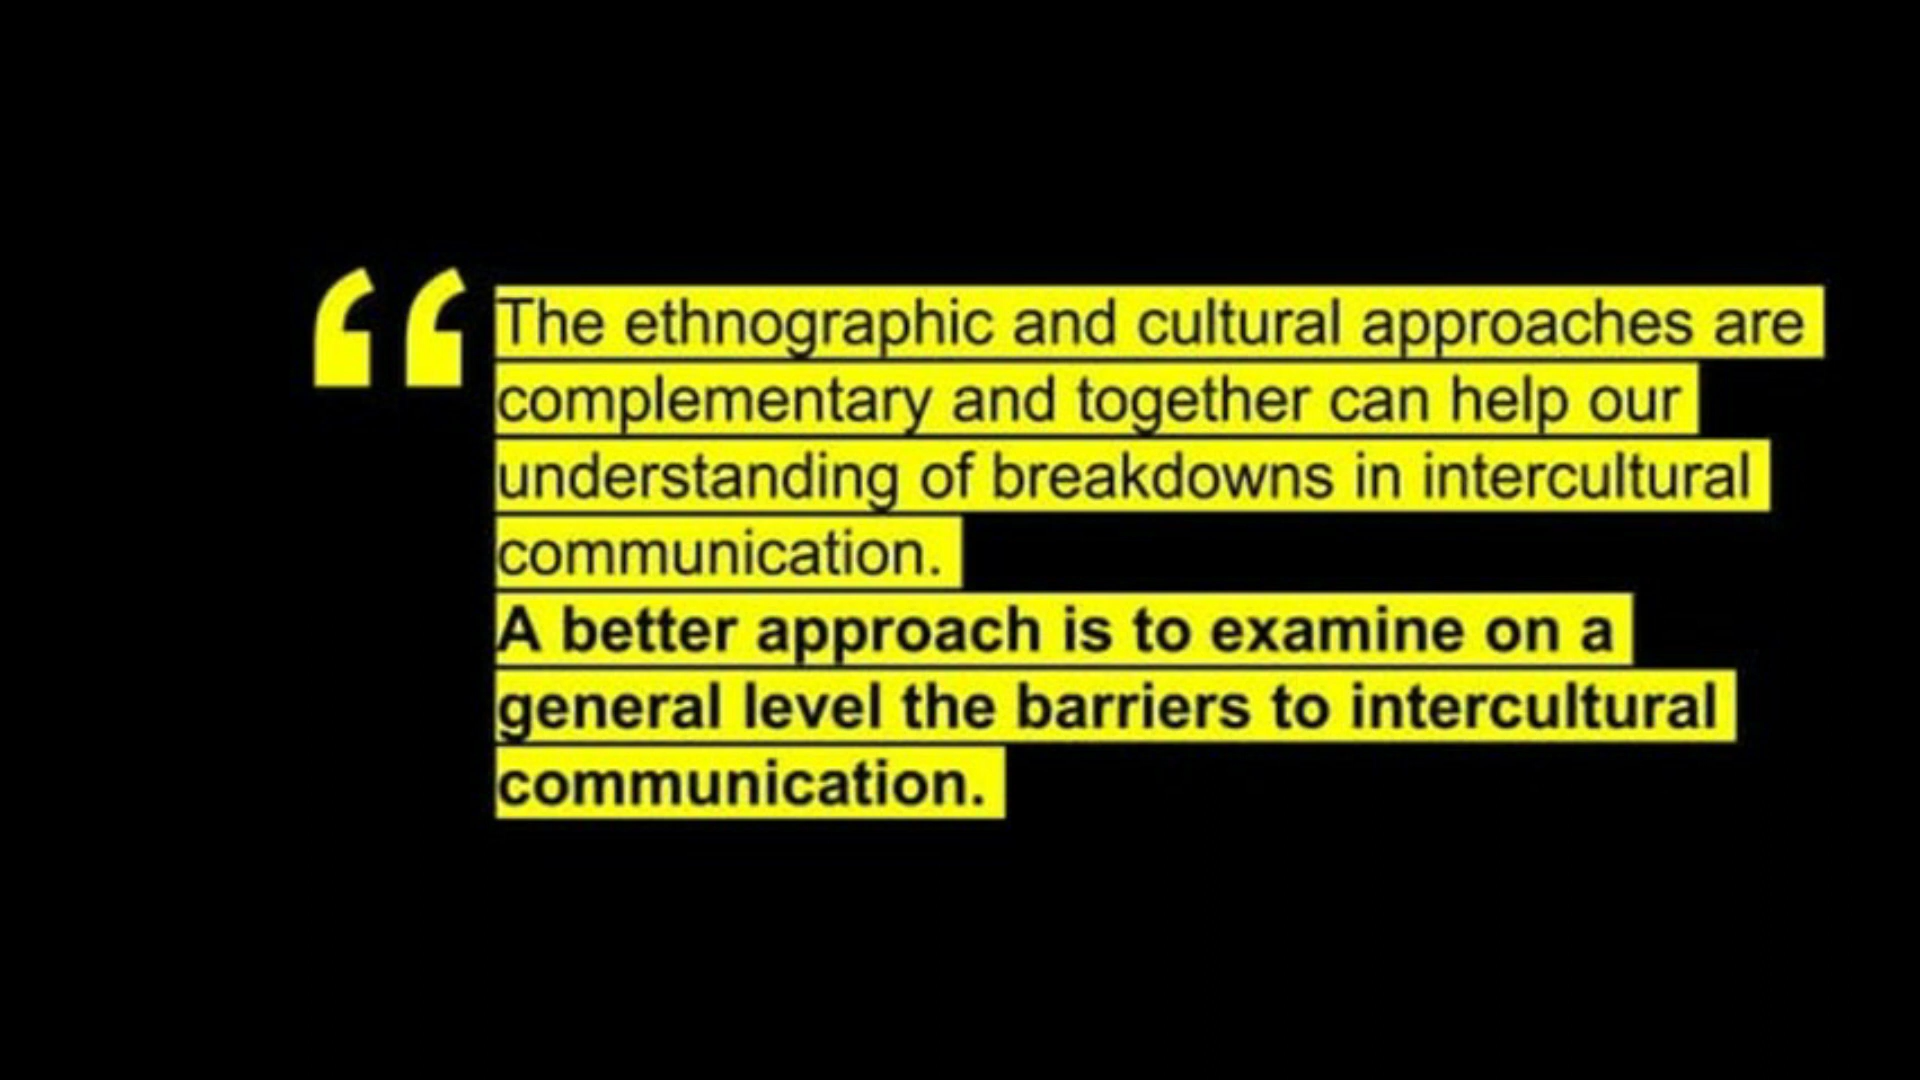 “The ethnographic and cultural approaches are
complementary and together can help our
understanding of breakdowns in intercultural
communication.
A better approach is to examine on a
general level the barriers to intercultural
communication.